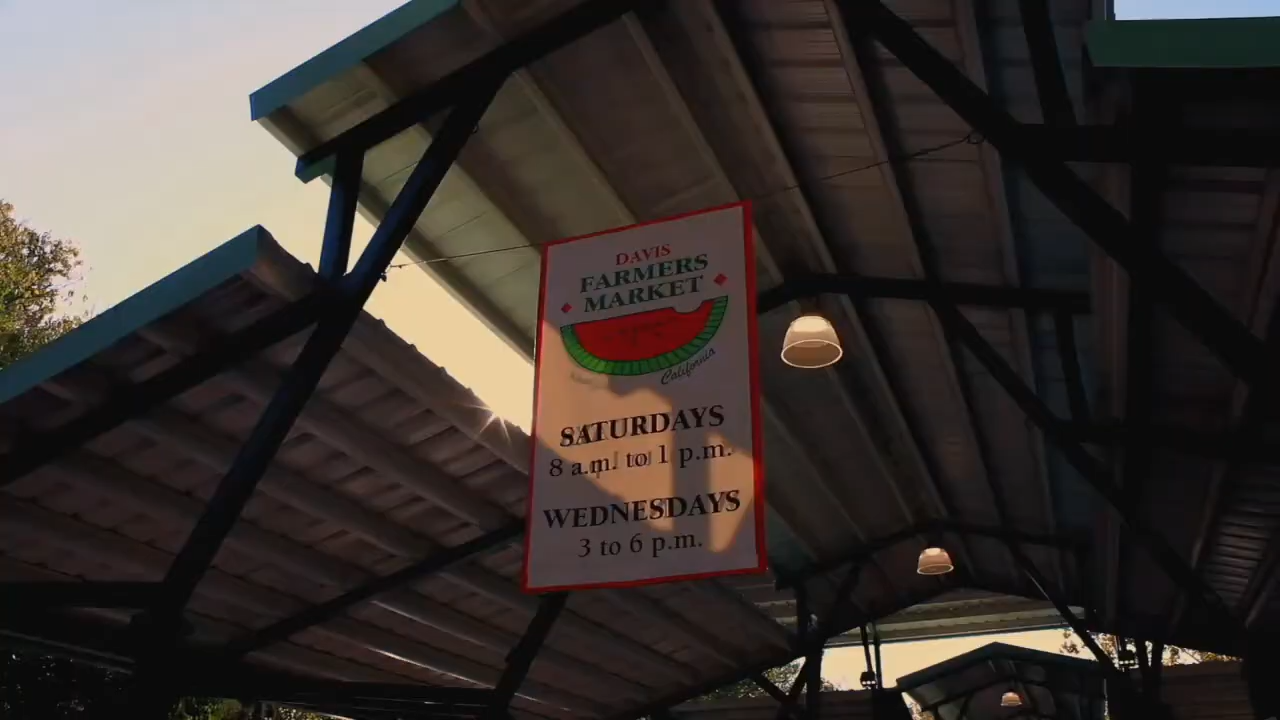 DAVIS
FARMERS
MARKET
California
SATURDAYS
8 a.m. to 1 p.m.
WEDNESDAYS
3 to 6 p.m.